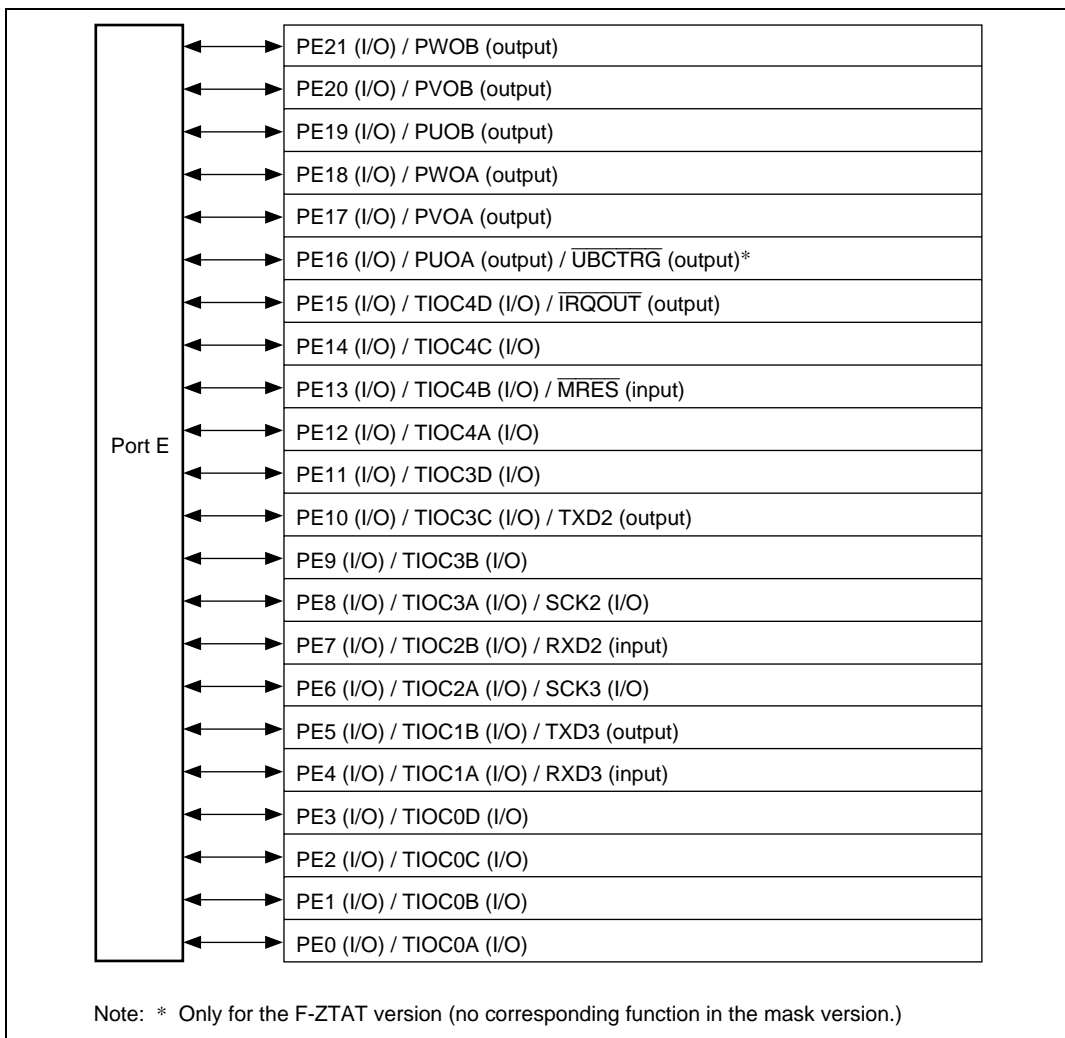 PE21 (I/O) / PWOB (output)
PE20 (I/O) / PVOB (output)
PE19 (I/O) / PUOB (output)
PE18 (I/O) / PWOA (output)
PE17 (I/O) / PVOA (output)
PE16 (I/O) / PUOA (output) / U̅B̅C̅T̅R̅G̅ (output)*
PE15 (I/O) / TIOC4D (I/O) / I̅R̅Q̅O̅U̅T̅ (output)
PE14 (I/O) / TIOC4C (I/O)
PE13 (I/O) / TIOC4B (I/O) / M̅R̅E̅S̅ (input)
Port E
PE12 (I/O) / TIOC4A (I/O)
PE11 (I/O) / TIOC3D (I/O)
PE10 (I/O) / TIOC3C (I/O) / TXD2 (output)
PE9 (I/O) / TIOC3B (I/O)
PE8 (I/O) / TIOC3A (I/O) / SCK2 (I/O)
PE7 (I/O) / TIOC2B (I/O) / RXD2 (input)
PE6 (I/O) / TIOC2A (I/O) / SCK3 (I/O)
PE5 (I/O) / TIOC1B (I/O) / TXD3 (output)
PE4 (I/O) / TIOC1A (I/O) / RXD3 (input)
PE3 (I/O) / TIOC0D (I/O)
PE2 (I/O) / TIOC0C (I/O)
PE1 (I/O) / TIOC0B (I/O)
PE0 (I/O) / TIOC0A (I/O)
Note: * Only for the F-ZTAT version (no corresponding function in the mask version.)